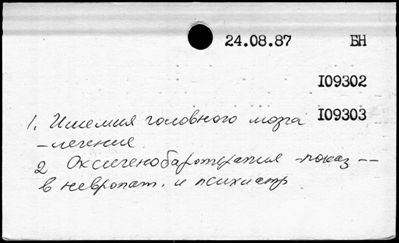 24.08.87 БН
I09302
I09303
1. Ишемия головного мозга
- лечение.
2 Оксигенобаротерапия - показ --
в невропат. и психиатр